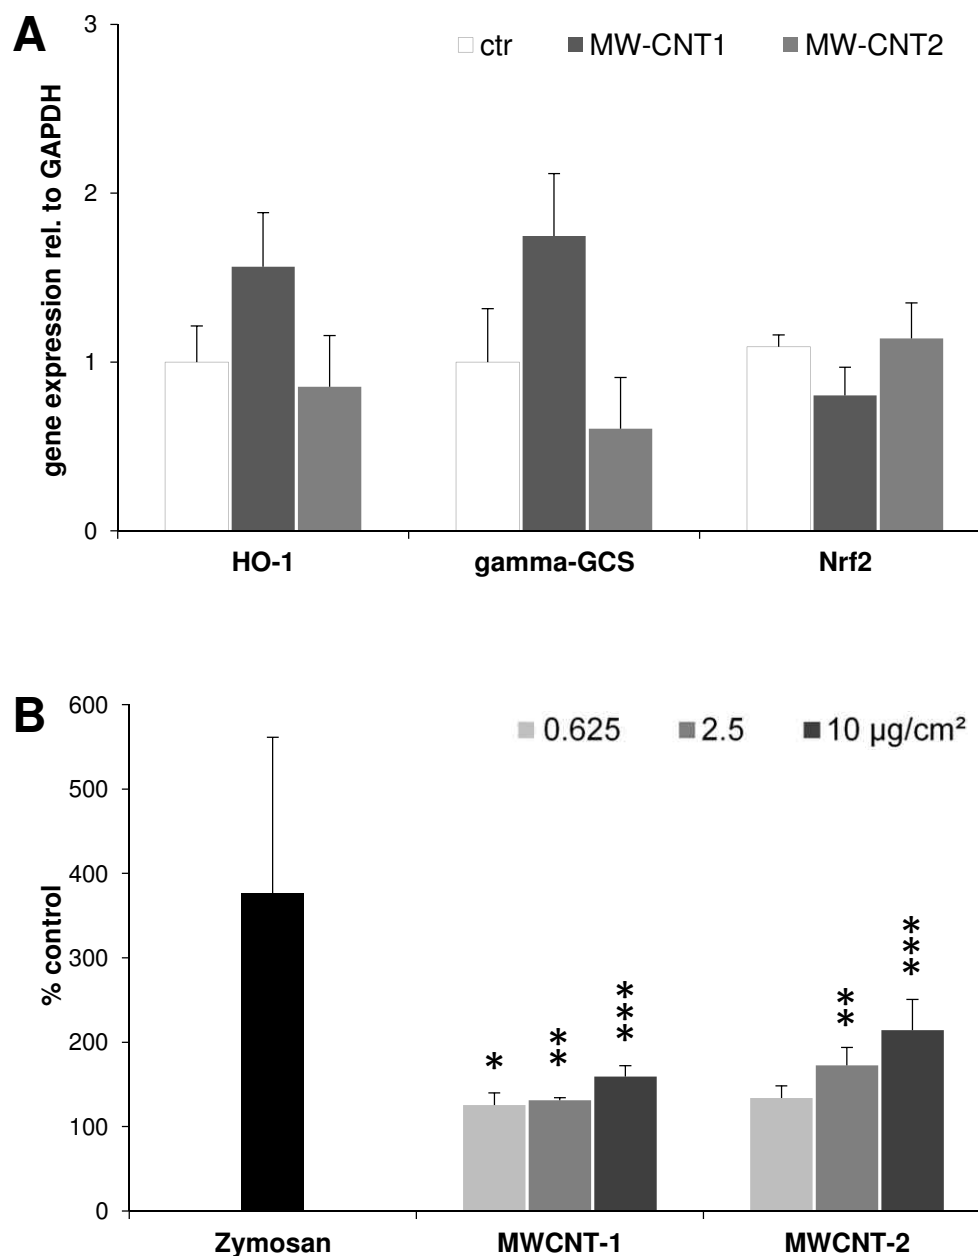 A
3
ctr MW-CNT1 MW-CNT2
2
1
0
gene expression rel. to GAPDH
HO-1 gamma-GCS Nrf2
B
600
0.625 2.5 10 µg/cm²
500
400
300
200
100
0
% control
* ** ***
** ***
Zymosan MWCNT-1 MWCNT-2